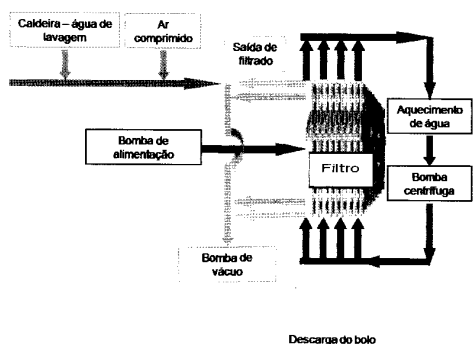 Caldeira – água de
lavagem
Ar
comprimido
Saída de
filtrado
Aquecimento
de água
Bomba de
alimentação
Filtro
Bomba
centrífuga
Bomba de
vácuo
Descarga do bolo